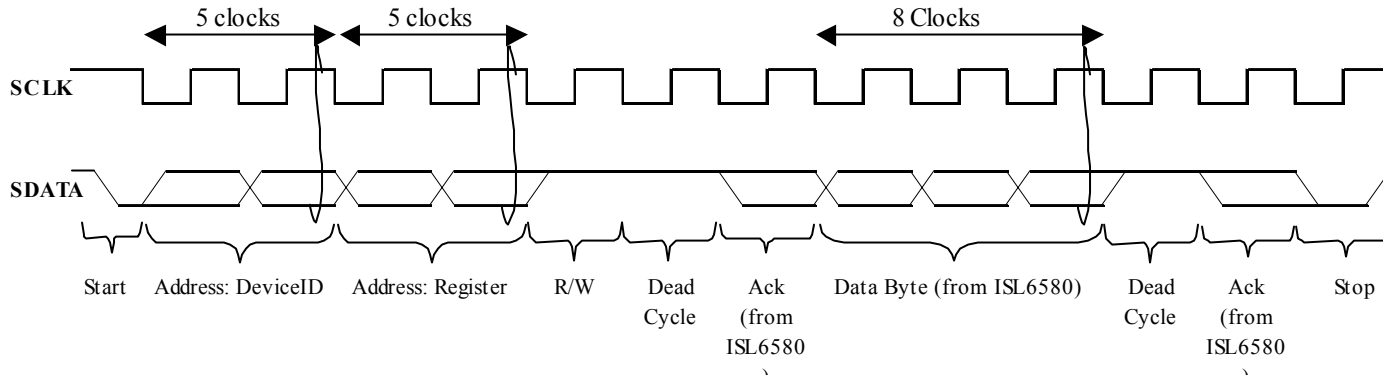 5 clocks 5 clocks 8 Clocks
SCLK
SDATA
Start Address: DeviceID Address: Register R/W Dead Ack Data Byte (from ISL6580) Dead Ack Stop
Cycle (from Cycle (from
ISL6580 ISL6580
) )